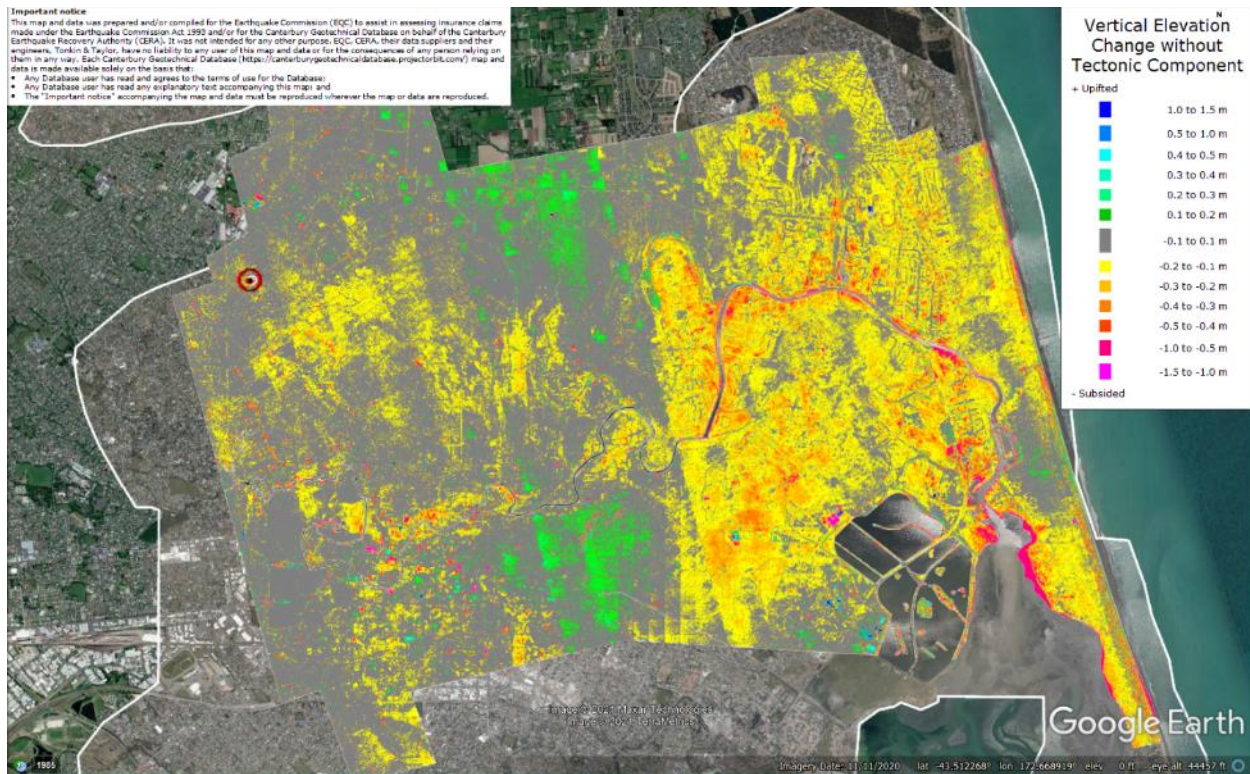 Important notice
This map and data was prepared and/or compiled for the Earthquake Commission (EQC) to assist in assessing insurance claims
made under the Earthquake Commission Act 1993 and/or for the Canterbury Geotechnical Database on behalf of the Canterbury
Earthquake Recovery Authority (CERA). It was not intended for any other purpose. EQC, CERA, their data suppliers and their
engineers, Tonkin & Taylor, have no liability to any user of this map and data or for the consequences of any person relying on
them in any way. Each Canterbury Geotechnical Database (https://canterburygeotechnicaldatabase.projectorbit.com/) map and
data is made available solely on the basis that:
• Any Database user has read and agrees to the terms of use for the Database;
• Any Database user has read any explanatory text accompanying this map; and
• The "Important notice" accompanying the map and data must be reproduced wherever the map or data are reproduced.
N
Vertical Elevation
Change without
Tectonic Component
+ Uplifted
1.0 to 1.5 m
0.5 to 1.0 m
0.4 to 0.5 m
0.3 to 0.4 m
0.2 to 0.3 m
0.1 to 0.2 m
-0.1 to 0.1 m
-0.2 to -0.1 m
-0.3 to -0.2 m
-0.4 to -0.3 m
-0.5 to -0.4 m
-1.0 to -0.5 m
-1.5 to -1.0 m
- Subsided
Image © 2021 Maxar Technologies
Image © 2021 TerraMetrics
Google Earth
1985
Imagery Date: 11/11/2020 lat -43.512268° lon 172.668919° elev 0 ft eye alt 44457 ft